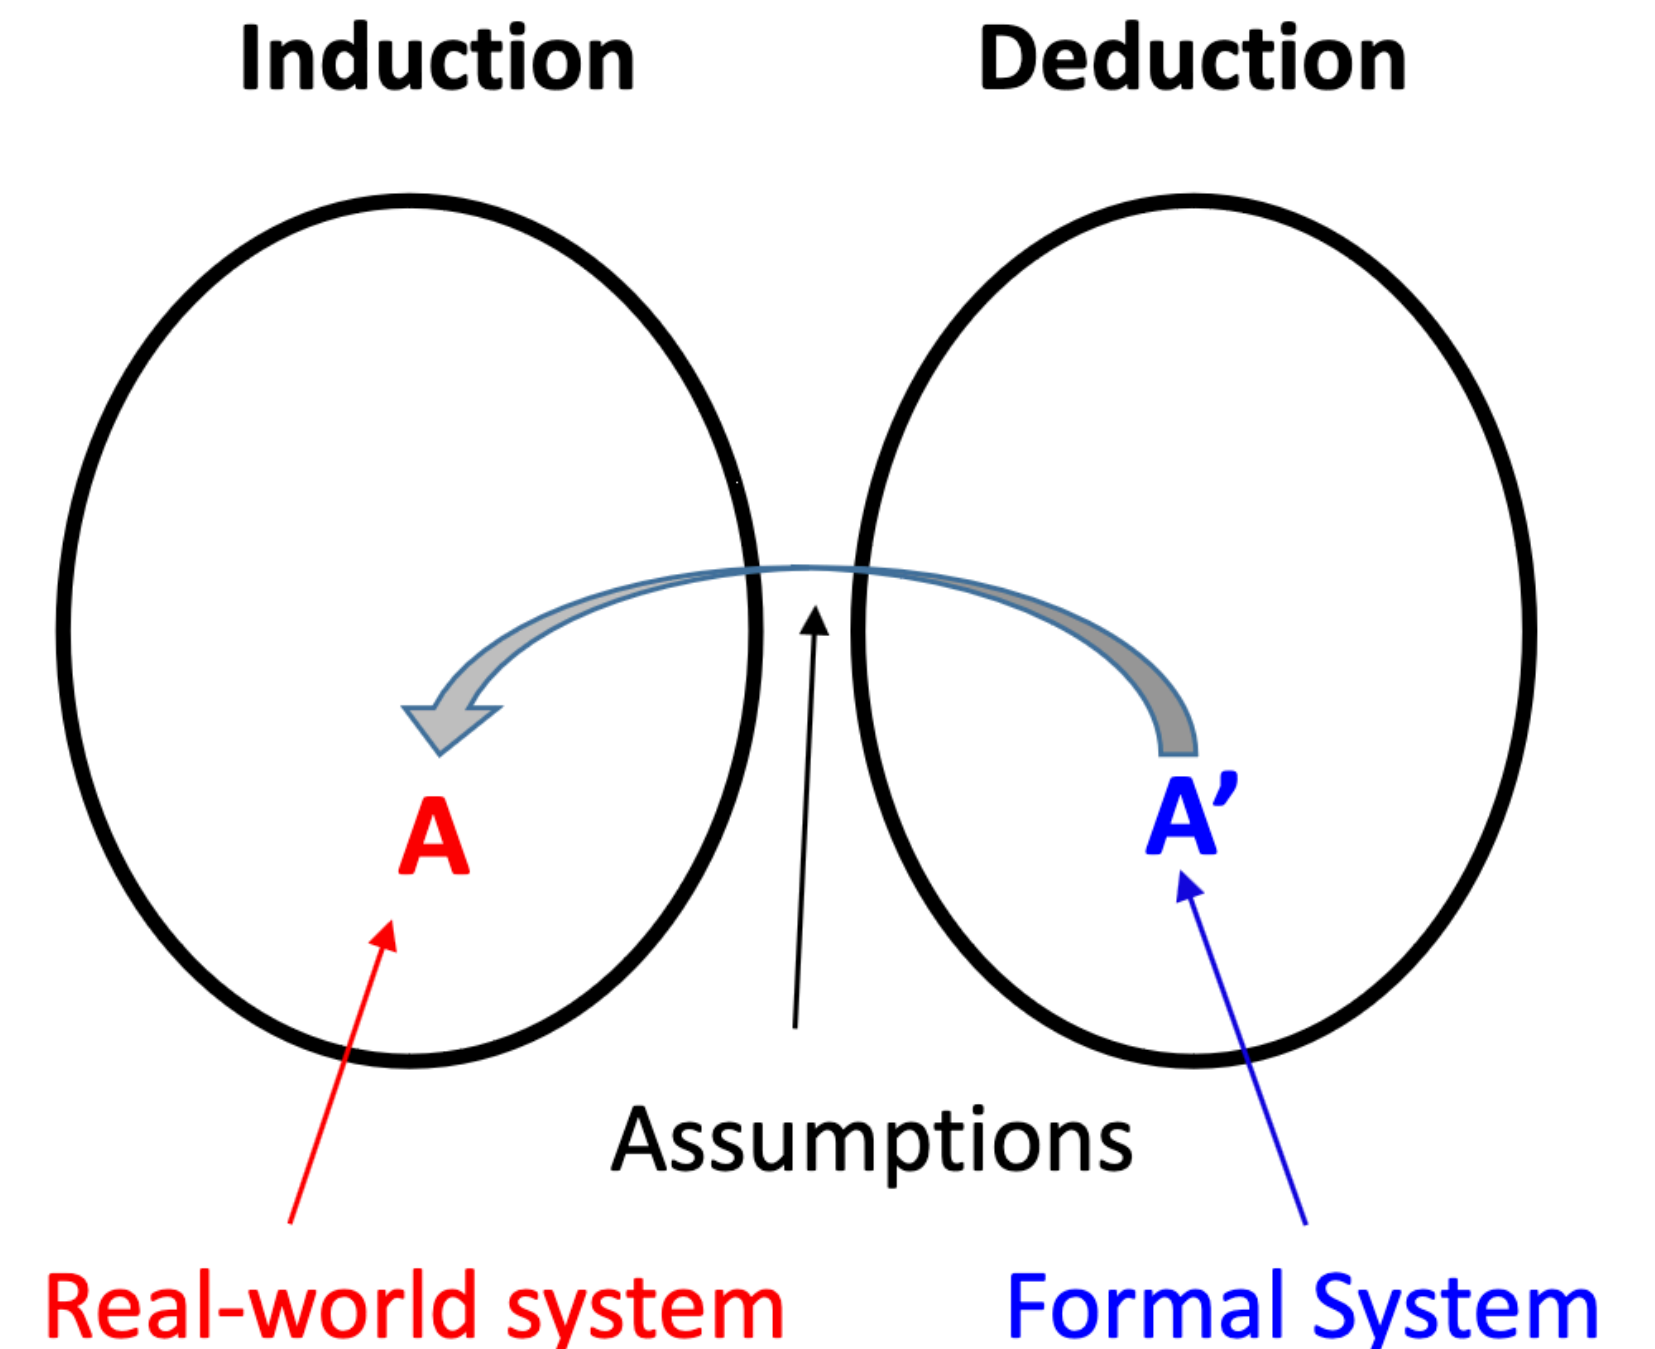 Induction
Deduction
A
A’
Assumptions
Real-world system
Formal System